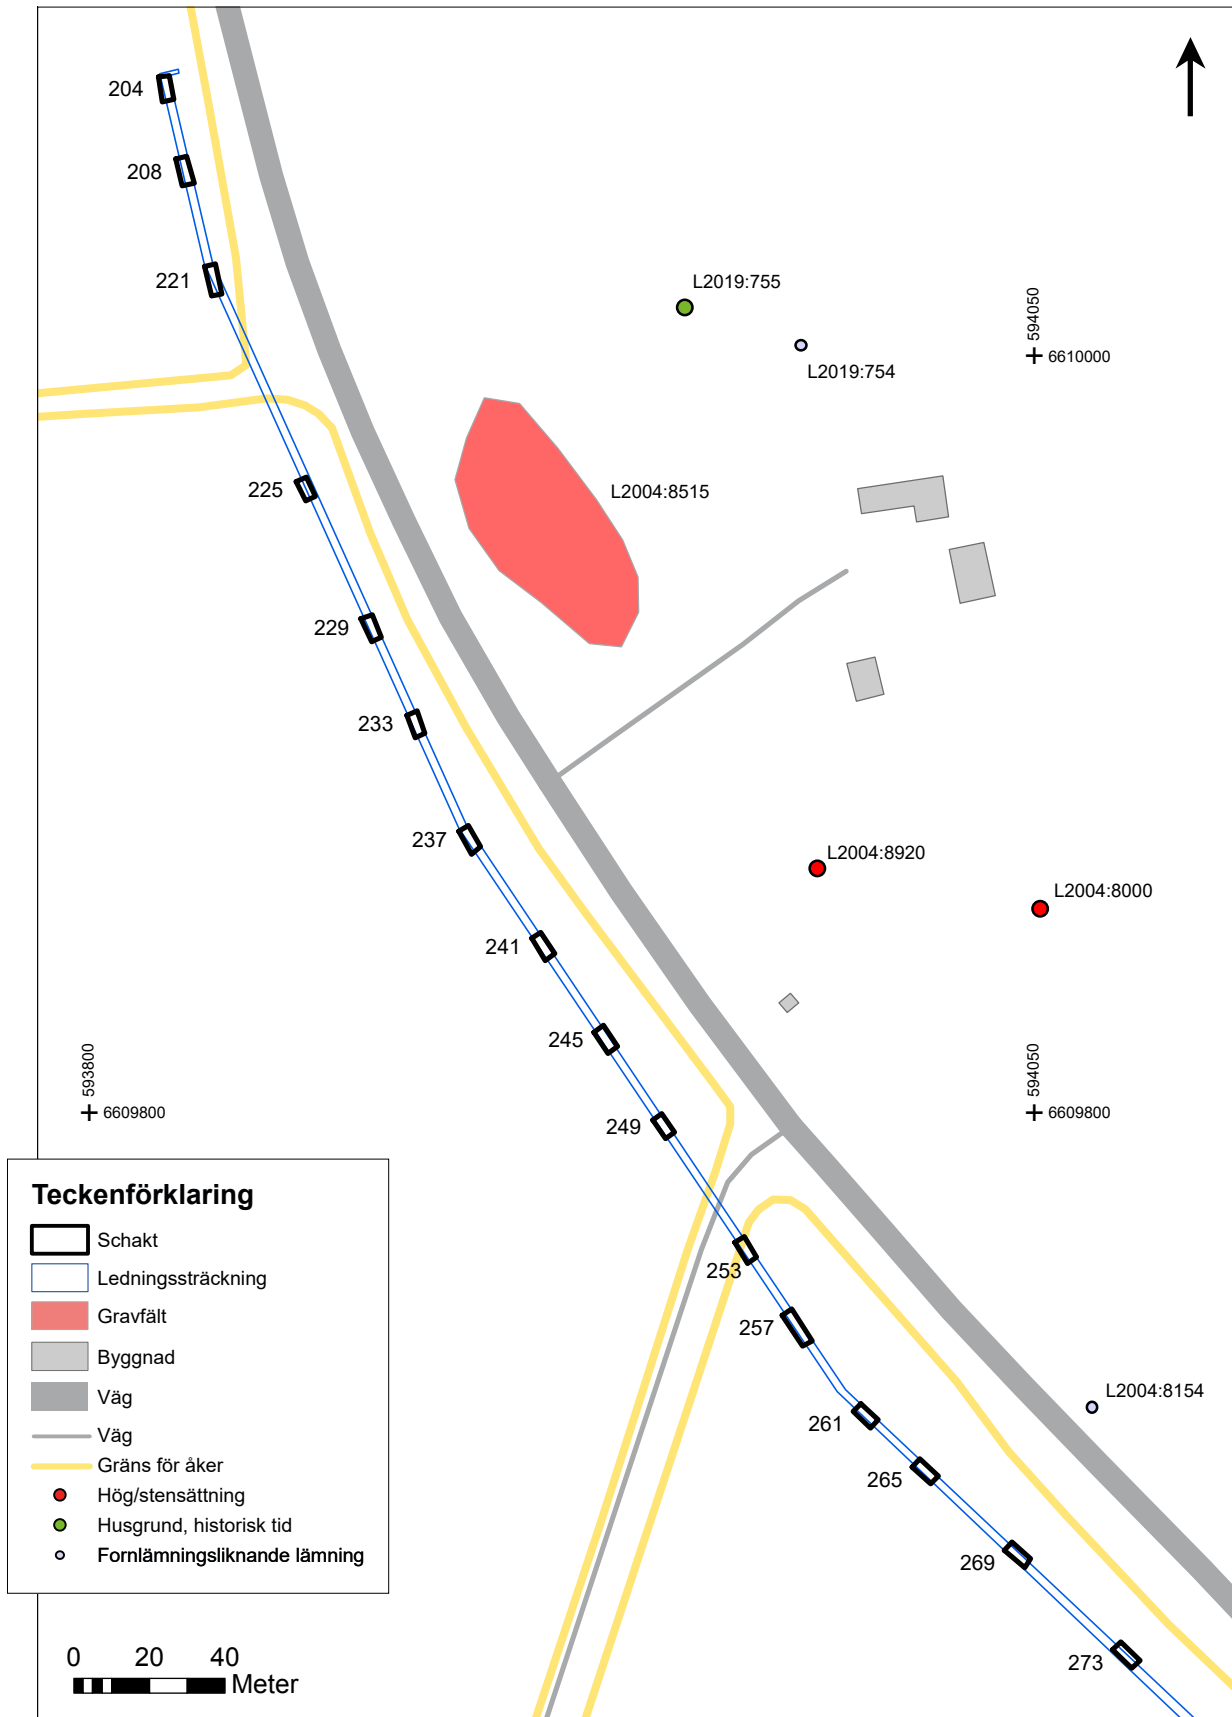 204
208
221
L2019:755
L2019:754
594050
6610000
L2004:8515
225
229
233
237
L2004:8920
L2004:8000
241
245
593800
6609800
594050
6609800
249
253
257
L2004:8154
261
265
269
273
Teckenförklaring
Schakt
Ledningssträckning
Gravfält
Byggnad
Väg
Väg
Gräns för åker
Hög/stensättning
Husgrund, historisk tid
Fornlämningsliknande lämning
0 20 40
Meter